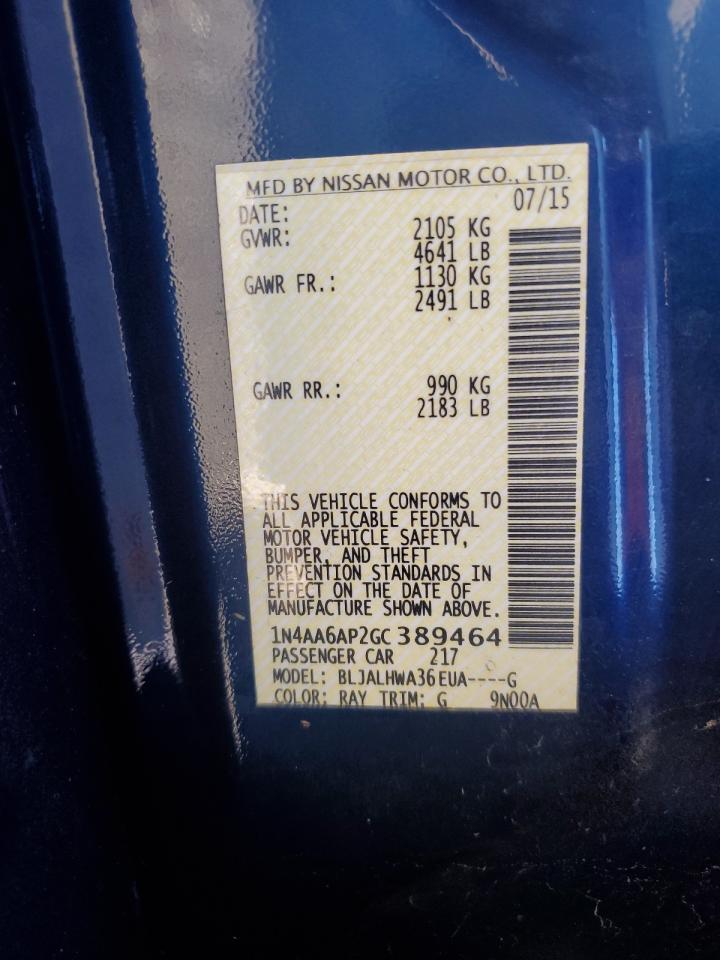 MFD BY NISSAN MOTOR CO., LTD.
DATE: 07/15
GVWR: 2105 KG
4641 LB
GAWR FR.: 1130 KG
2491 LB
GAWR RR.: 990 KG
2183 LB
THIS VEHICLE CONFORMS TO
ALL APPLICABLE FEDERAL
MOTOR VEHICLE SAFETY,
BUMPER, AND THEFT
PREVENTION STANDARDS IN
EFFECT ON THE DATE OF
MANUFACTURE SHOWN ABOVE.
1N4AA6AP2GC389464
PASSENGER CAR 217
MODEL: BLJALHWA36EUA----G
COLOR: RAY TRIM: G 9N00A